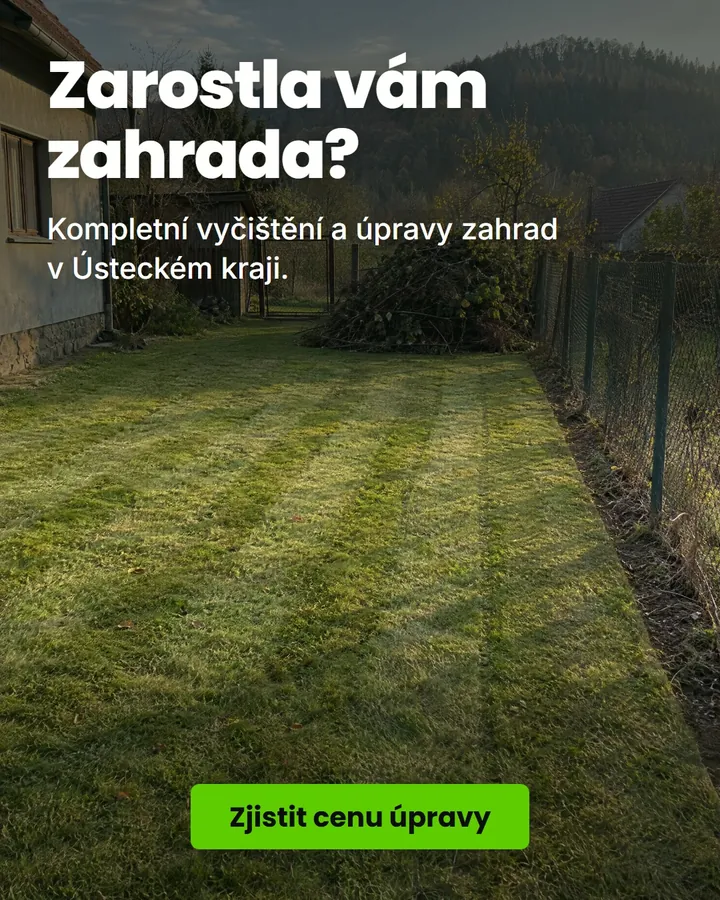 Zarostla vám
zahrada?
Kompletní vyčištění a úpravy zahrad
v Ústeckém kraji.
Zjistit cenu úpravy